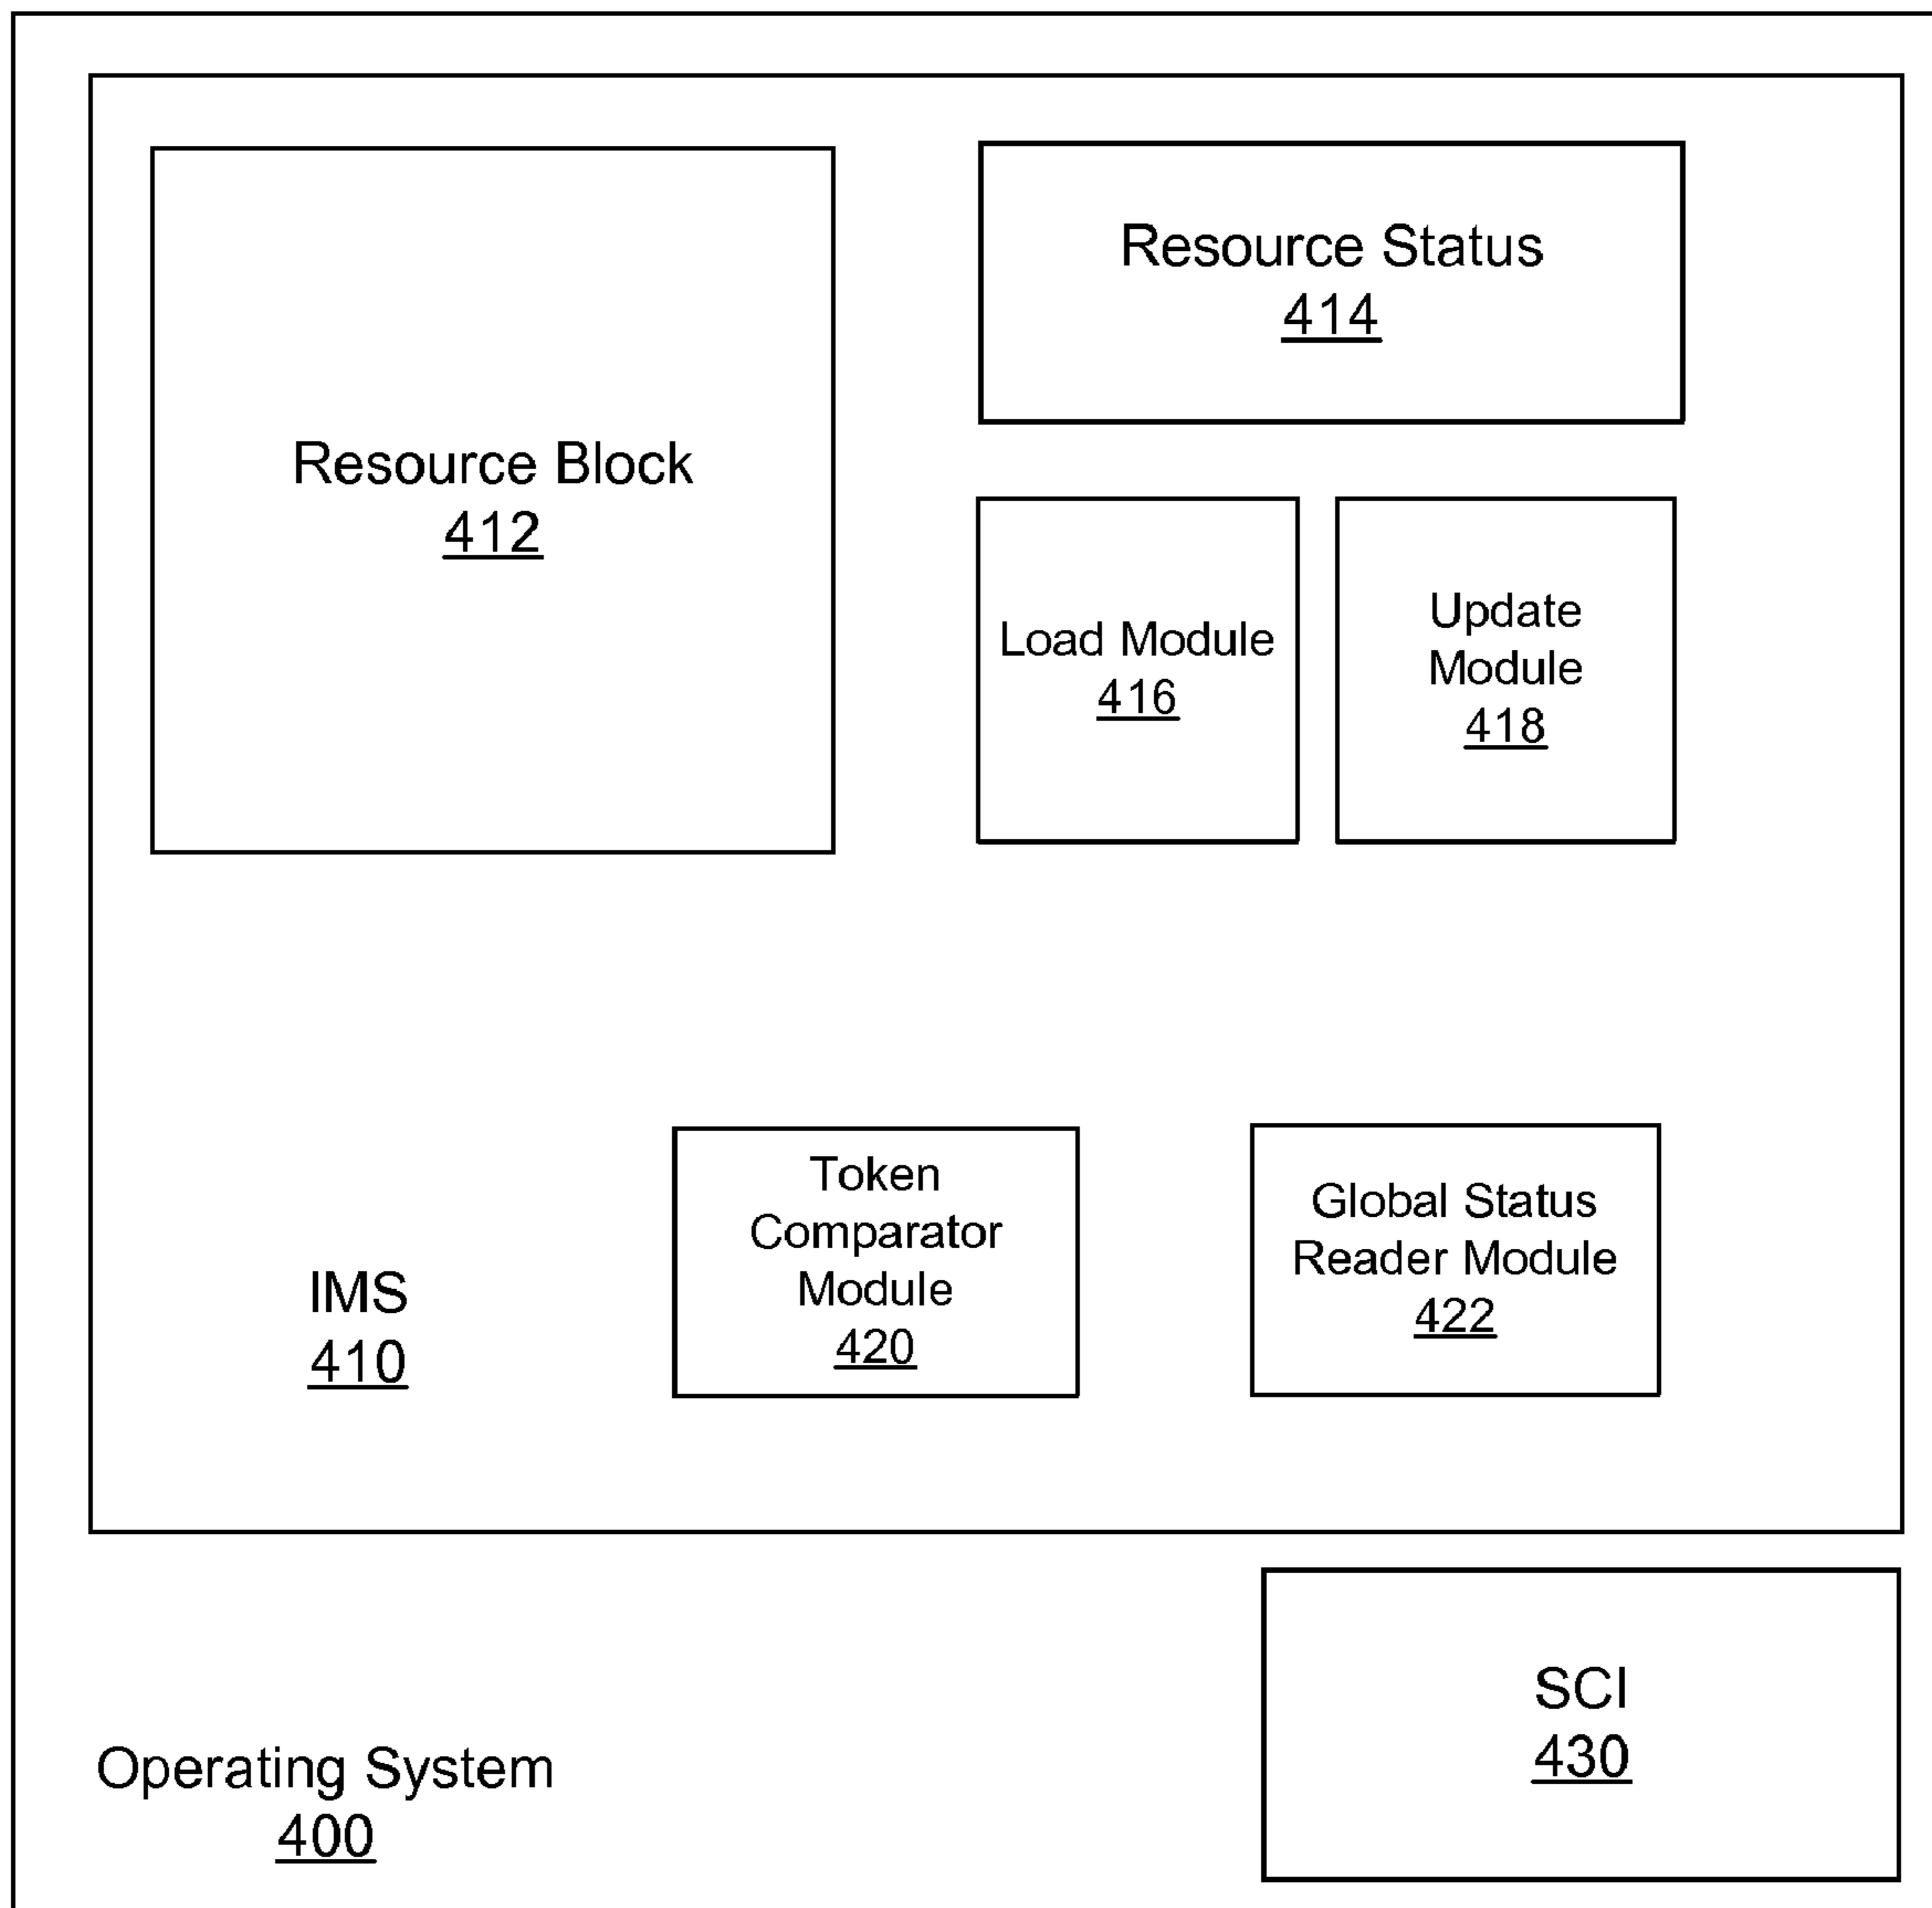 Resource Block
412
Resource Status
414
Load Module
416
Update
Module
418
Token
Comparator
Module
420
Global Status
Reader Module
422
IMS
410
SCI
430
Operating System
400